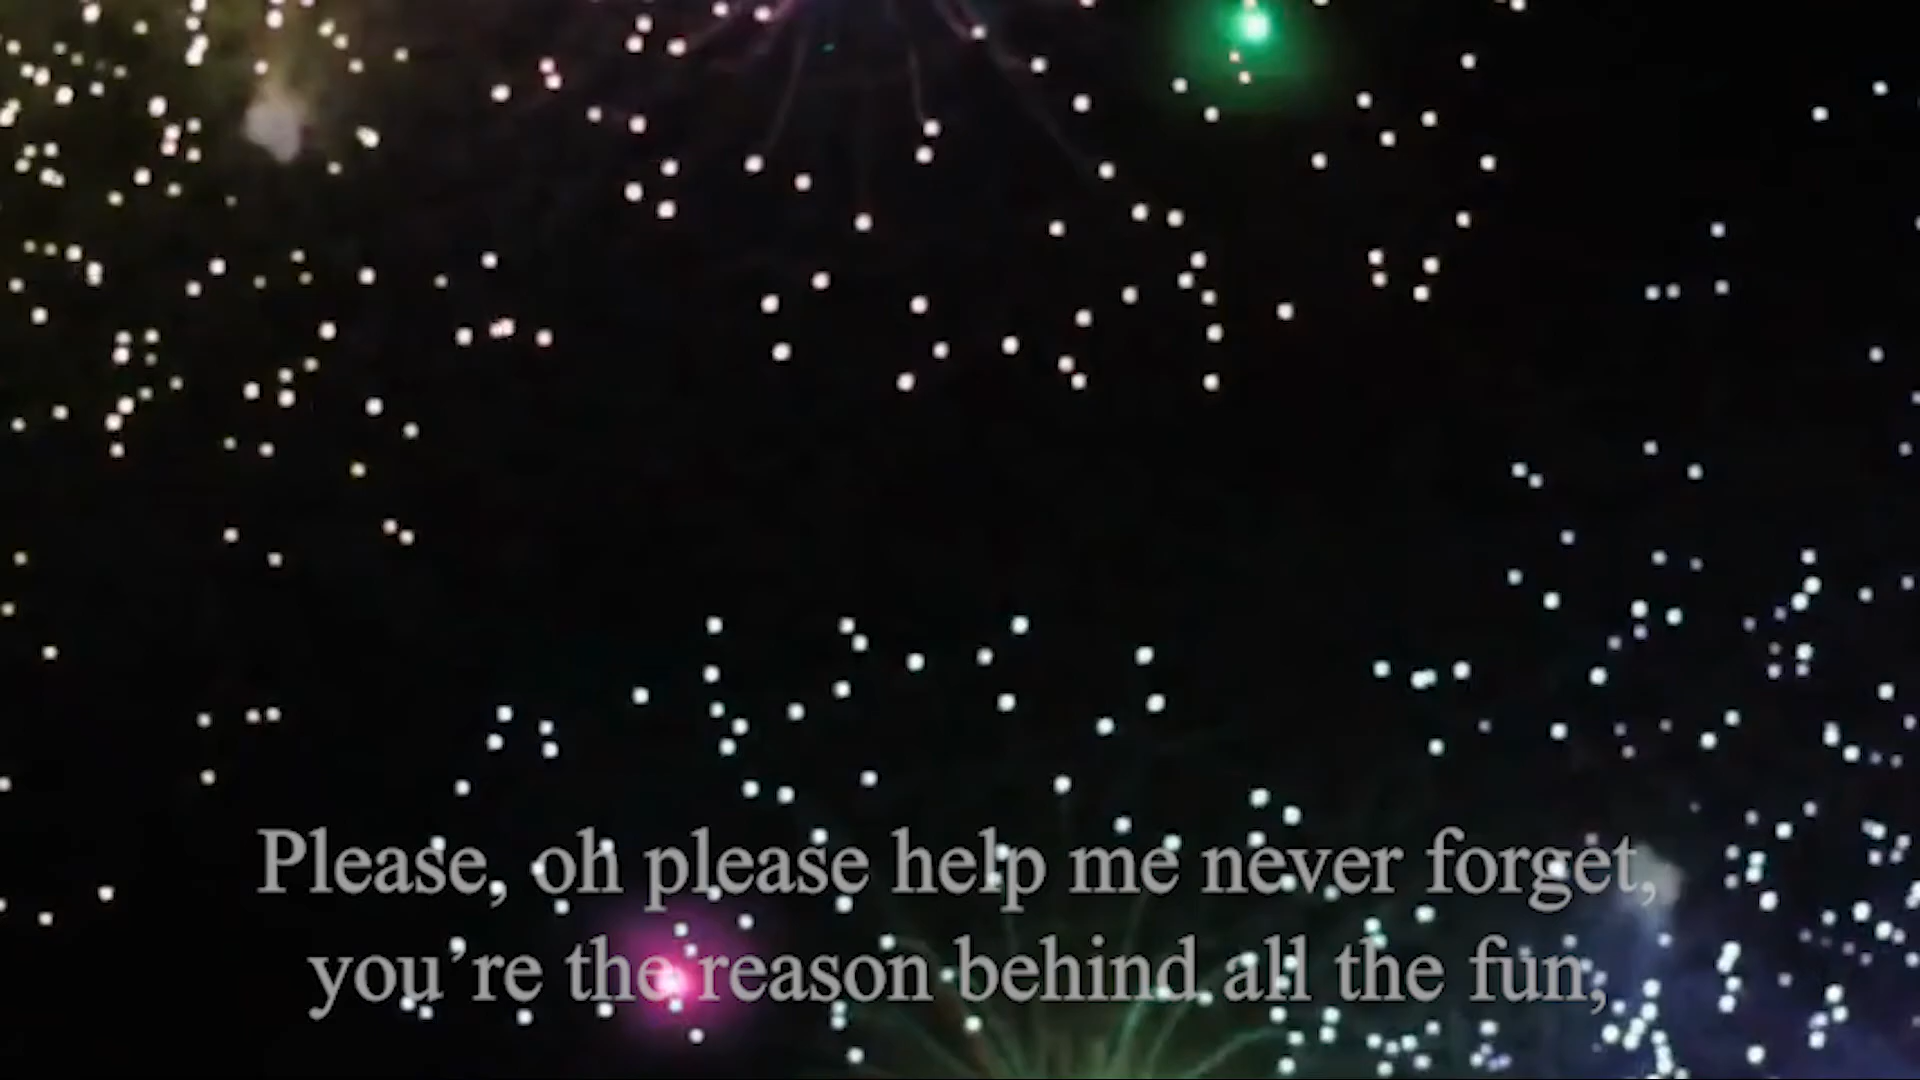 Please, oh please help me never forget,
you’re the reason behind all the fun,